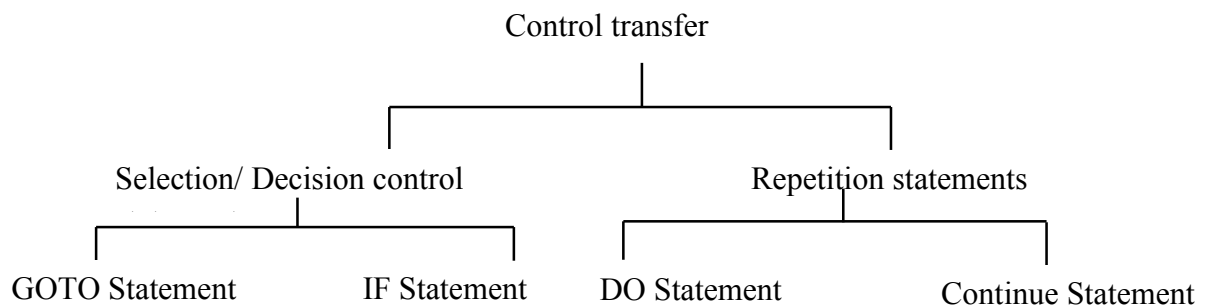 Control transfer
Selection/ Decision control
Repetition statements
GOTO Statement
IF Statement
DO Statement
Continue Statement